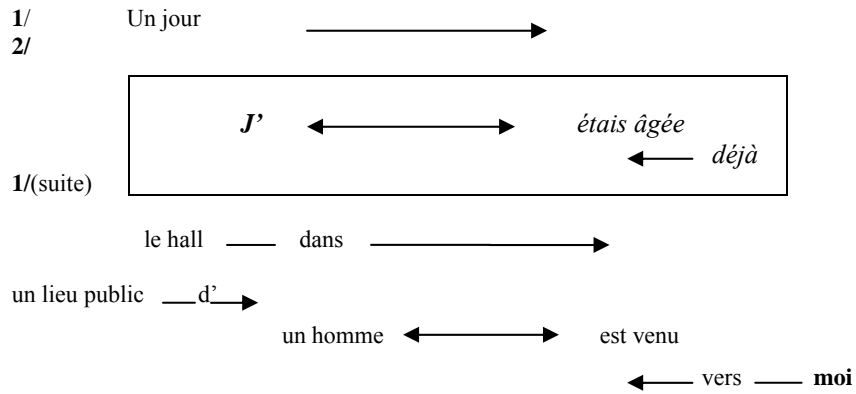 1/ Un jour
2/
J’ étais âgée
déjà
1/(suite)
le hall dans
un lieu public d’
un homme est venu
vers moi